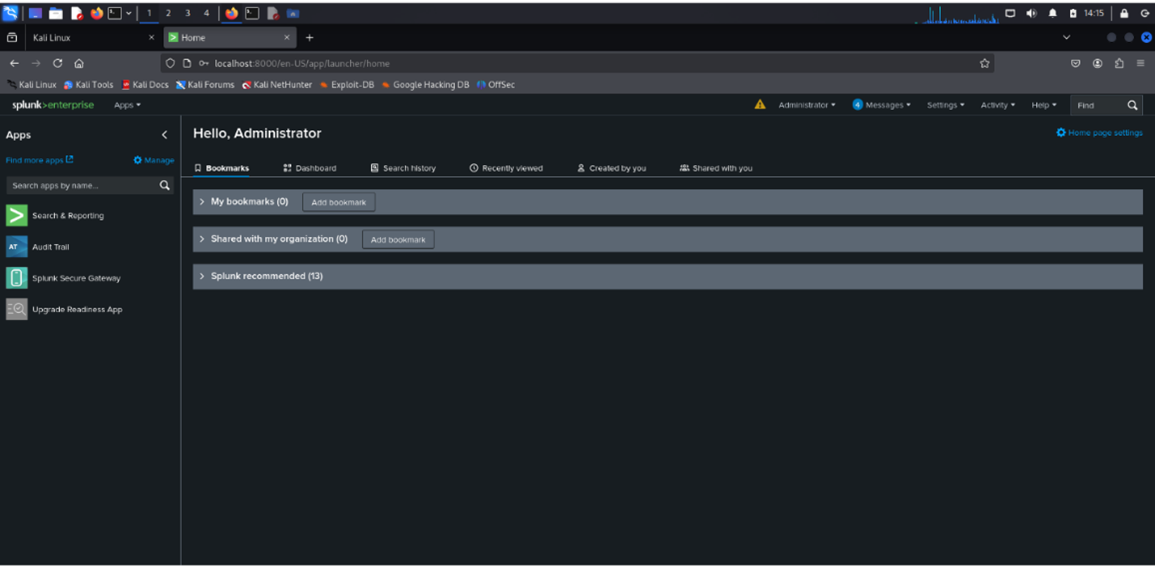 1 2 3 4 14:15
Kali Linux × Home × +
localhost:8000/en-US/app/launcher/home
Kali Linux Kali Tools Kali Docs Kali Forums Kali NetHunter Exploit-DB Google Hacking DB OffSec
splunk>enterprise Apps Administrator 4 Messages Settings Activity Help Find
Apps
Hello, Administrator
Home page settings
Find more apps Manage
Bookmarks Dashboard Search history Recently viewed Created by you Shared with you
Search apps by name...
My bookmarks (0) Add bookmark
Search & Reporting
Shared with my organization (0) Add bookmark
AT Audit Trail
Splunk recommended (13)
Splunk Secure Gateway
Upgrade Readiness App